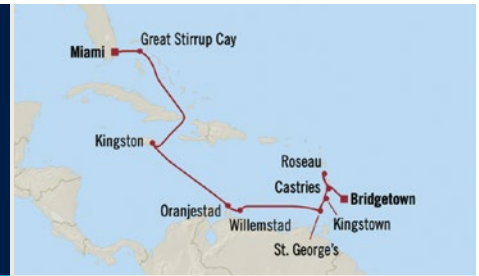 Great Stirrup Cay
Miami
Kingston
Roseau
Castries
Bridgetown
Oranjestad
Willemstad
Kingstown
St. George's